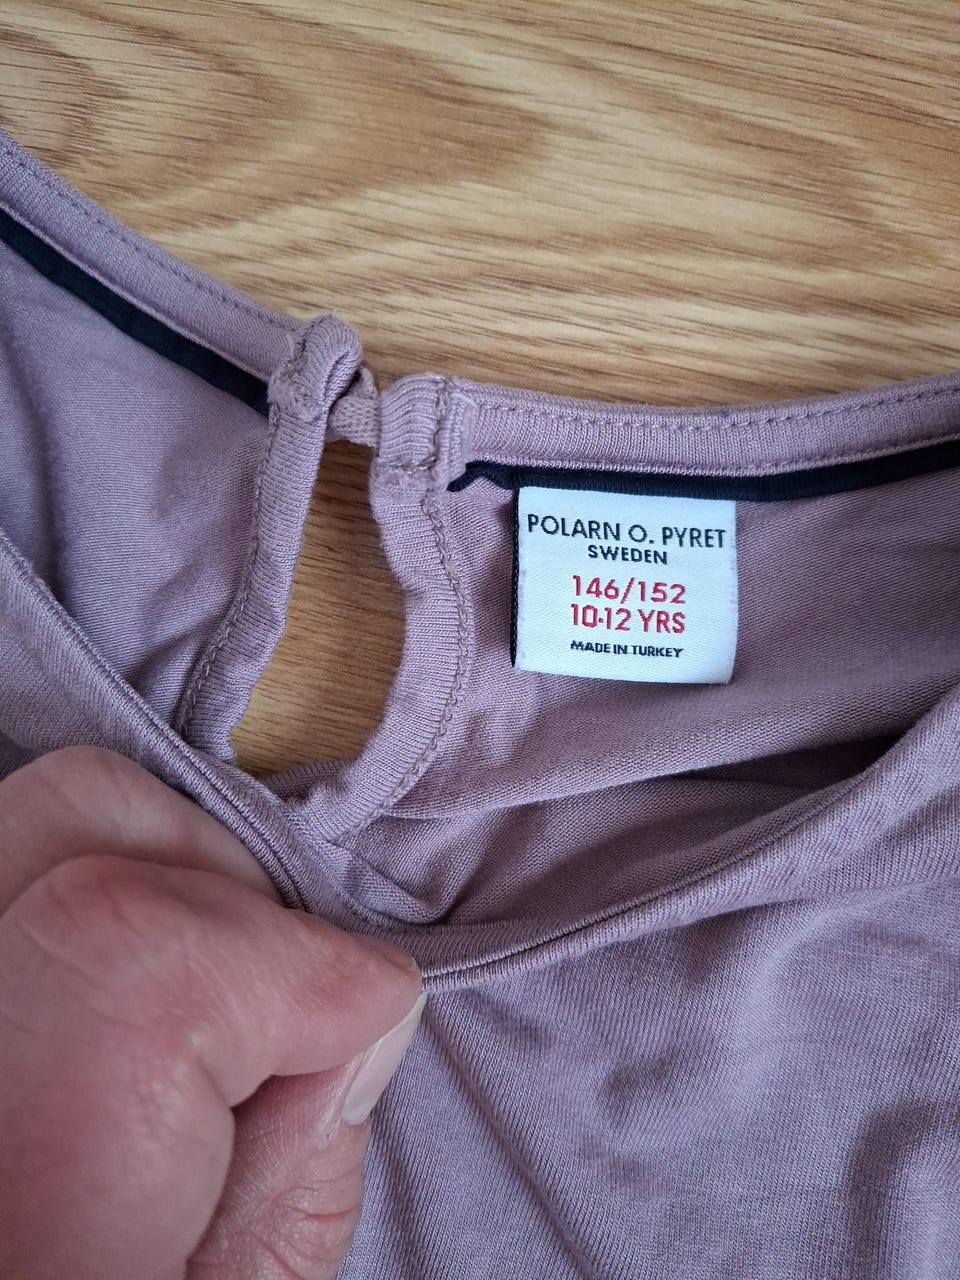 POLARN O. PYRET
SWEDEN
146/152
10-12 YRS
MADE IN TURKEY